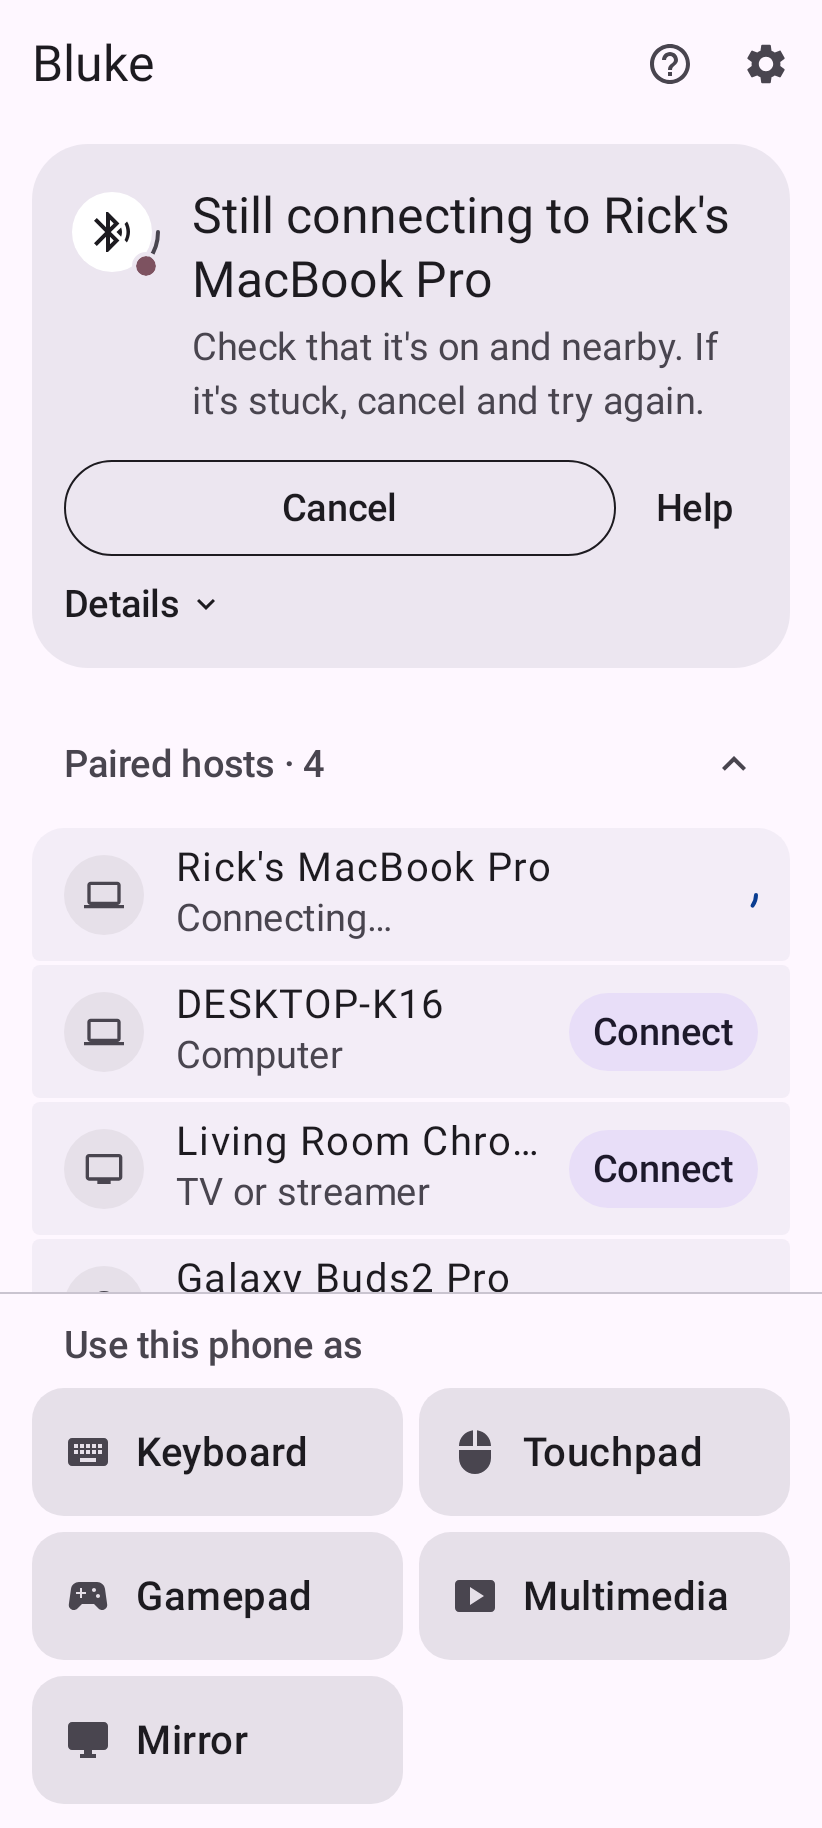 Bluke
Still connecting to Rick's
MacBook Pro
Check that it's on and nearby. If
it's stuck, cancel and try again.
Cancel
Help
Details
Paired hosts · 4
Rick's MacBook Pro
Connecting…
DESKTOP-K16
Computer
Connect
Living Room Chro…
TV or streamer
Connect
Galaxy Buds2 Pro
Use this phone as
Keyboard
Touchpad
Gamepad
Multimedia
Mirror